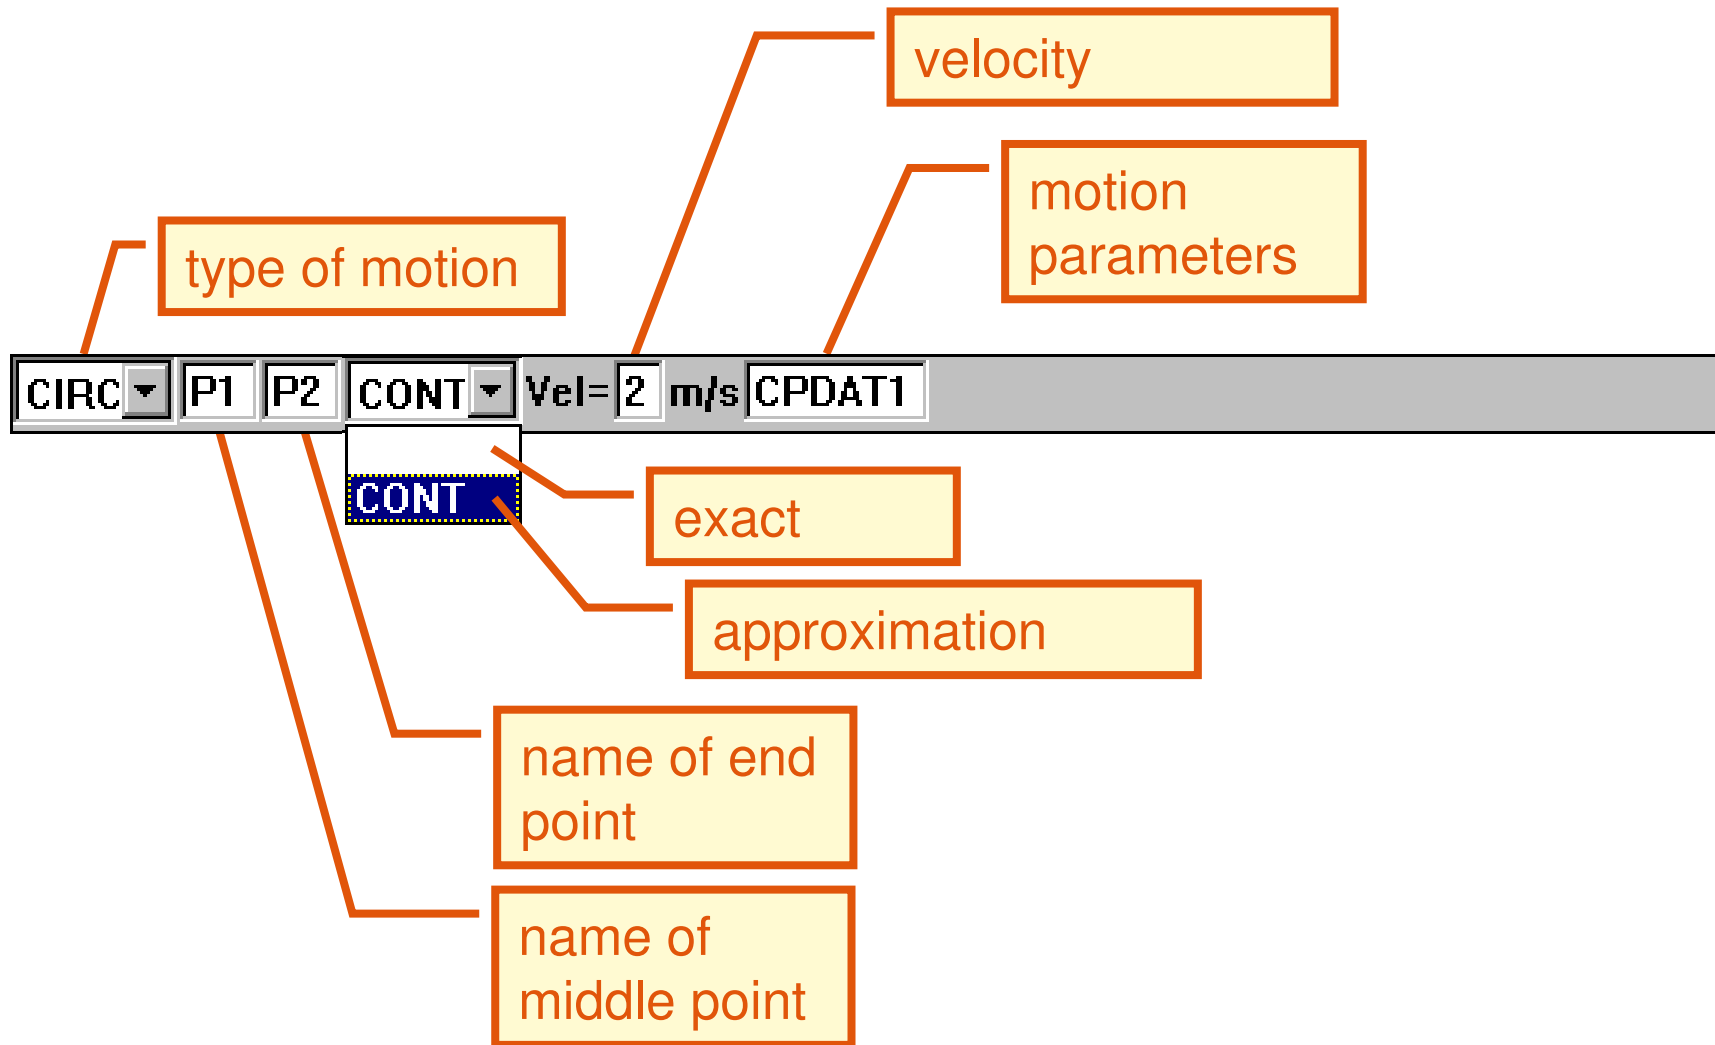 velocity
motion
parameters
type of motion
CIRC P1 P2 CONT Vel= 2 m/s CPDAT1
CONT
exact
approximation
name of end
point
name of
middle point